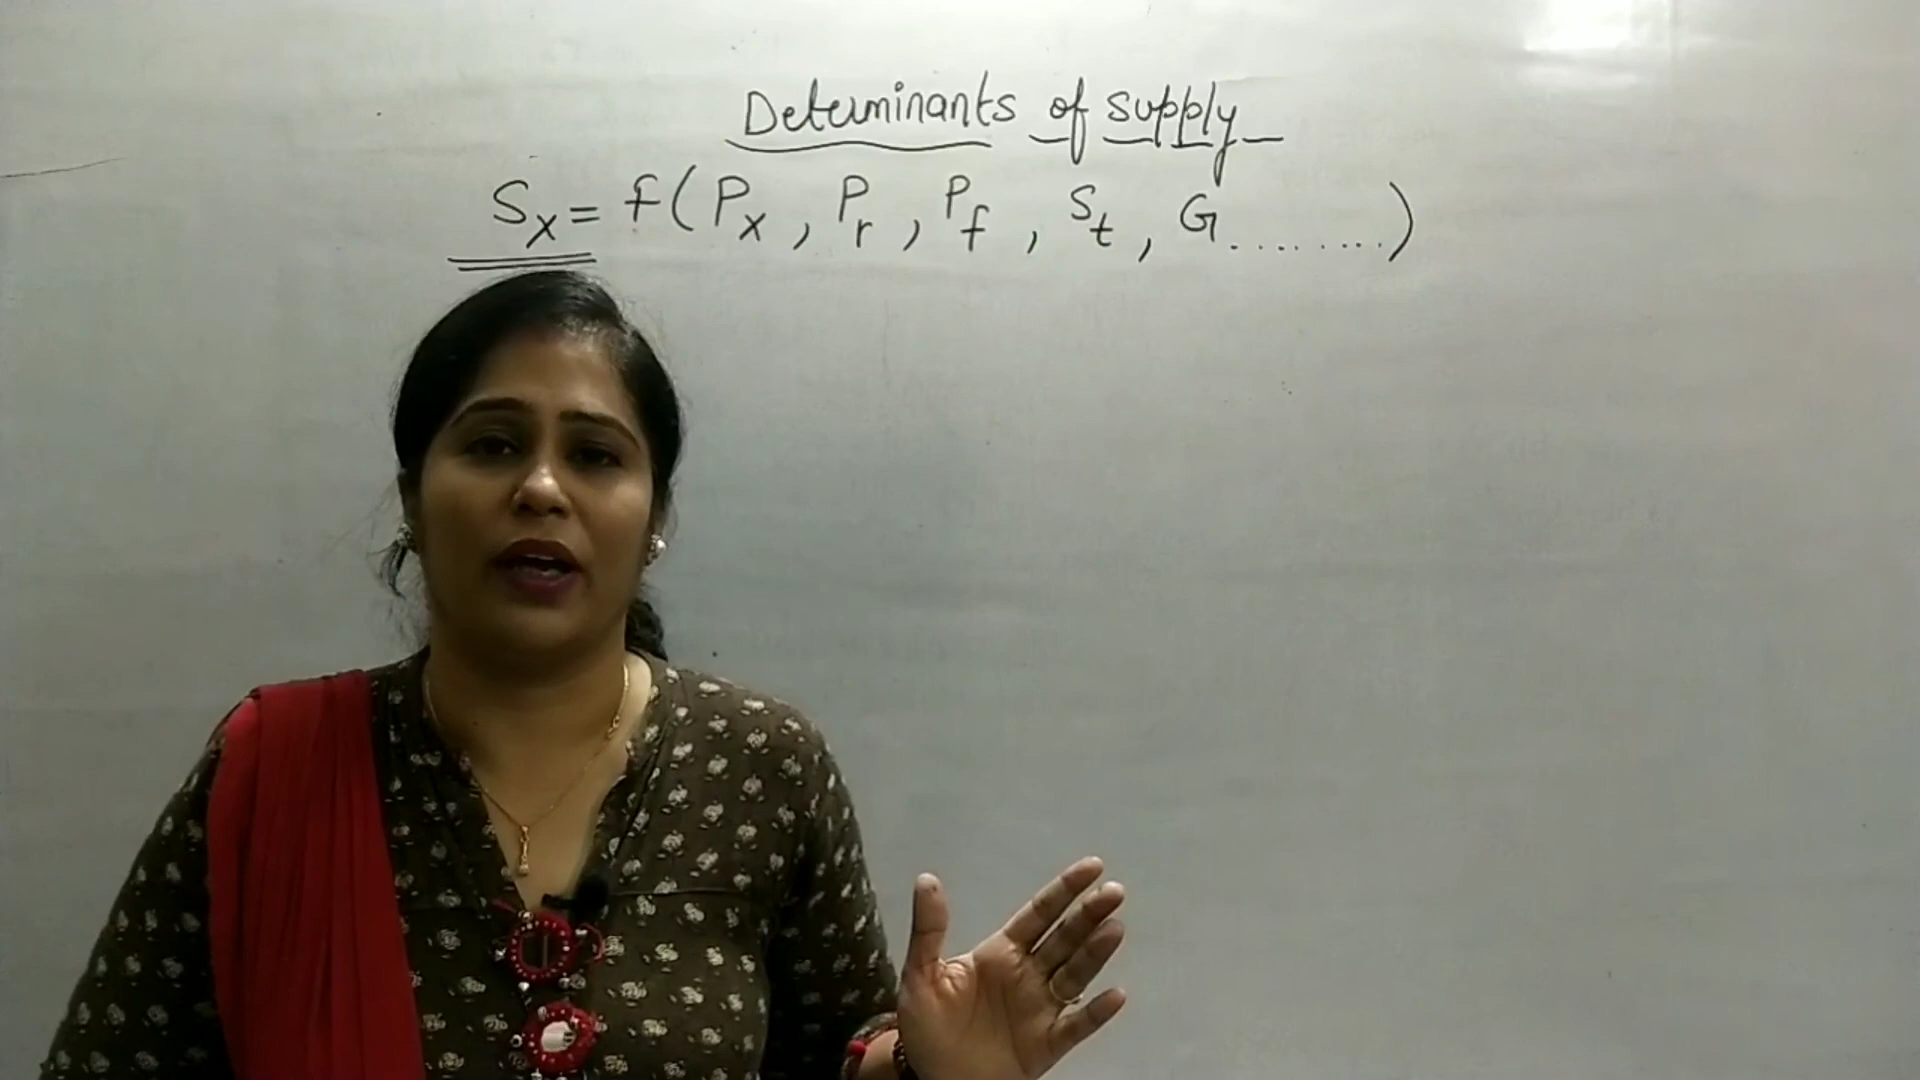 Determinants of supply
Sx = f(Px, Pr, Pf, St, G.........)